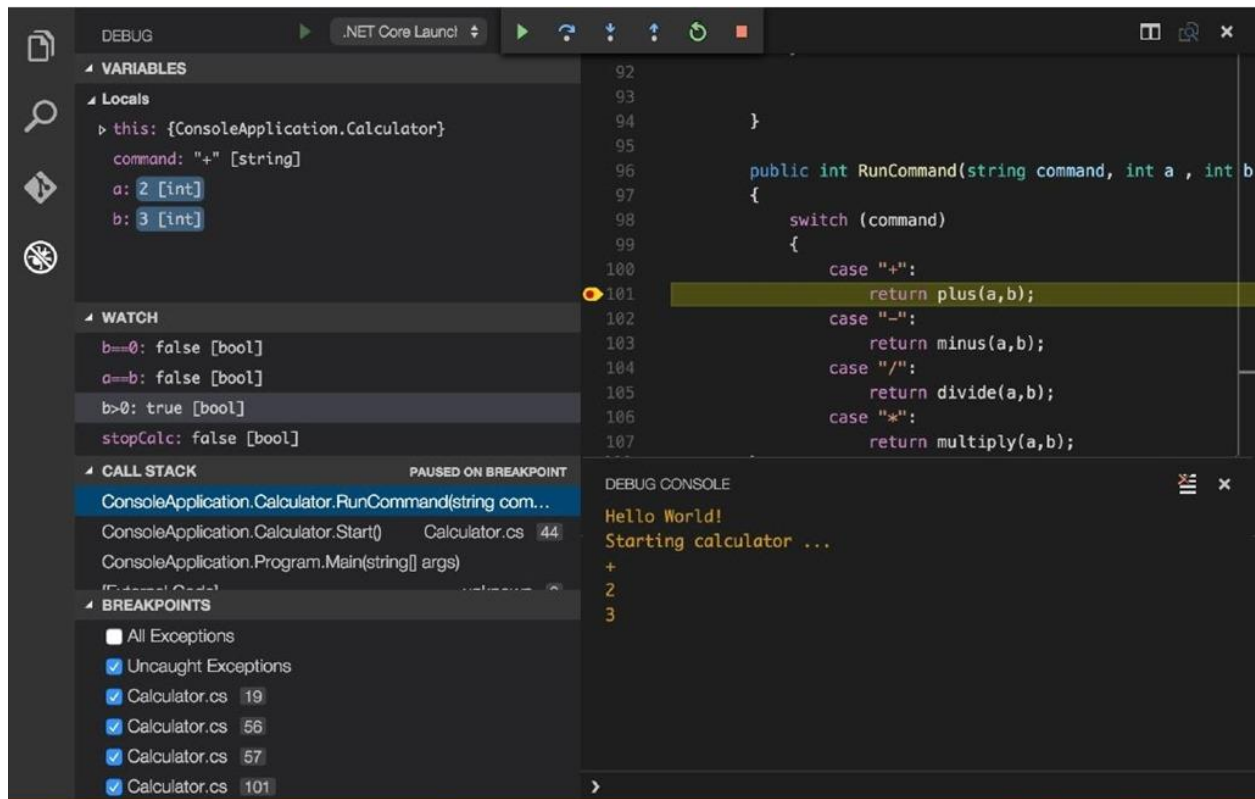 DEBUG
.NET Core Launcl
VARIABLES
Locals
this: {ConsoleApplication.Calculator}
command: "+" [string]
a: 2 [int]
b: 3 [int]
WATCH
b==0: false [bool]
a==b: false [bool]
b>0: true [bool]
stopCalc: false [bool]
CALL STACK PAUSED ON BREAKPOINT
ConsoleApplication.Calculator.RunCommand(string com...
ConsoleApplication.Calculator.Start() Calculator.cs 44
ConsoleApplication.Program.Main(string[] args)
BREAKPOINTS
All Exceptions
Uncaught Exceptions
Calculator.cs 19
Calculator.cs 56
Calculator.cs 57
Calculator.cs 101
92
93
94 }
95
96 public int RunCommand(string command, int a , int b
97 {
98 switch (command)
99 {
100 case "+":
101 return plus(a,b);
102 case "-":
103 return minus(a,b);
104 case "/":
105 return divide(a,b);
106 case "*":
107 return multiply(a,b);
DEBUG CONSOLE
Hello World!
Starting calculator ...
+
2
3